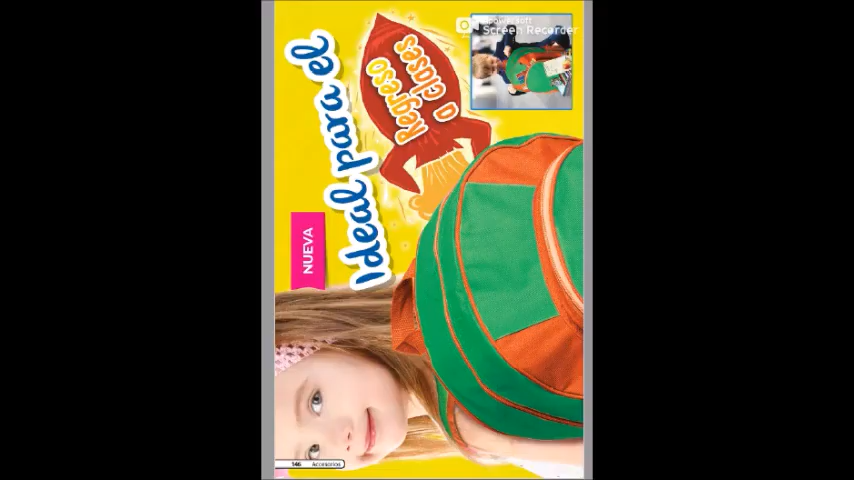 NUEVA
Ideal para el
Regreso
a clases
Screen Recorder
146 Accesorios